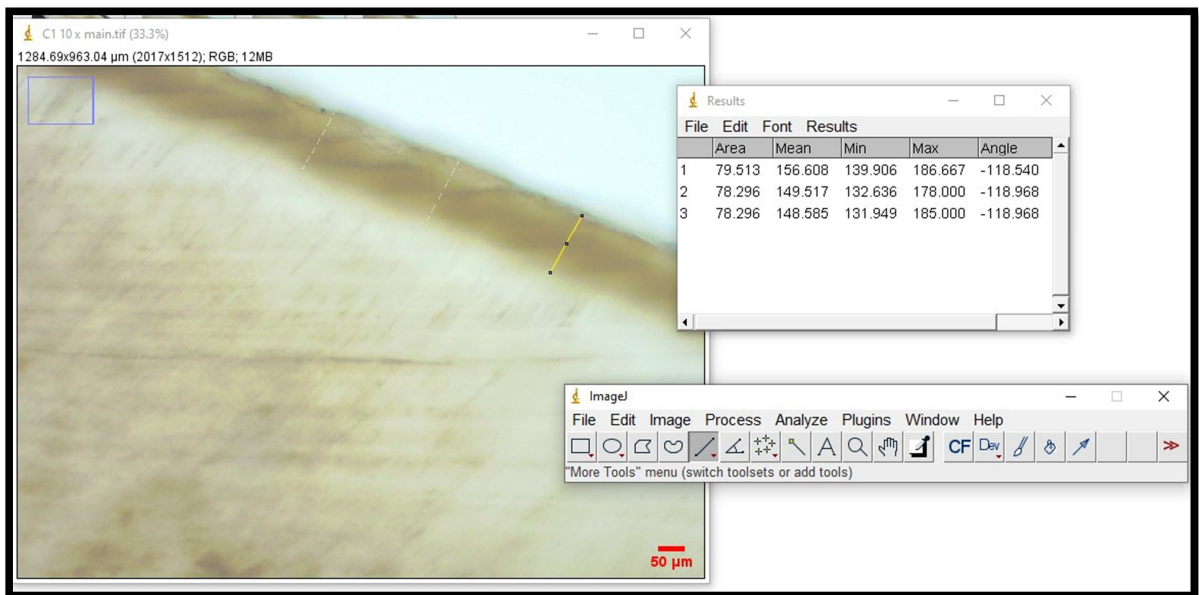 C1 10 x main.tif (33.3%)
1284.69x963.04 µm (2017x1512); RGB; 12MB
50 µm
Results
File Edit Font Results
Area Mean Min Max Angle
1 79.513 156.608 139.906 186.667 -118.540
2 78.296 149.517 132.636 178.000 -118.968
3 78.296 148.585 131.949 185.000 -118.968
ImageJ
File Edit Image Process Analyze Plugins Window Help
A CF Dev
"More Tools" menu (switch toolsets or add tools)